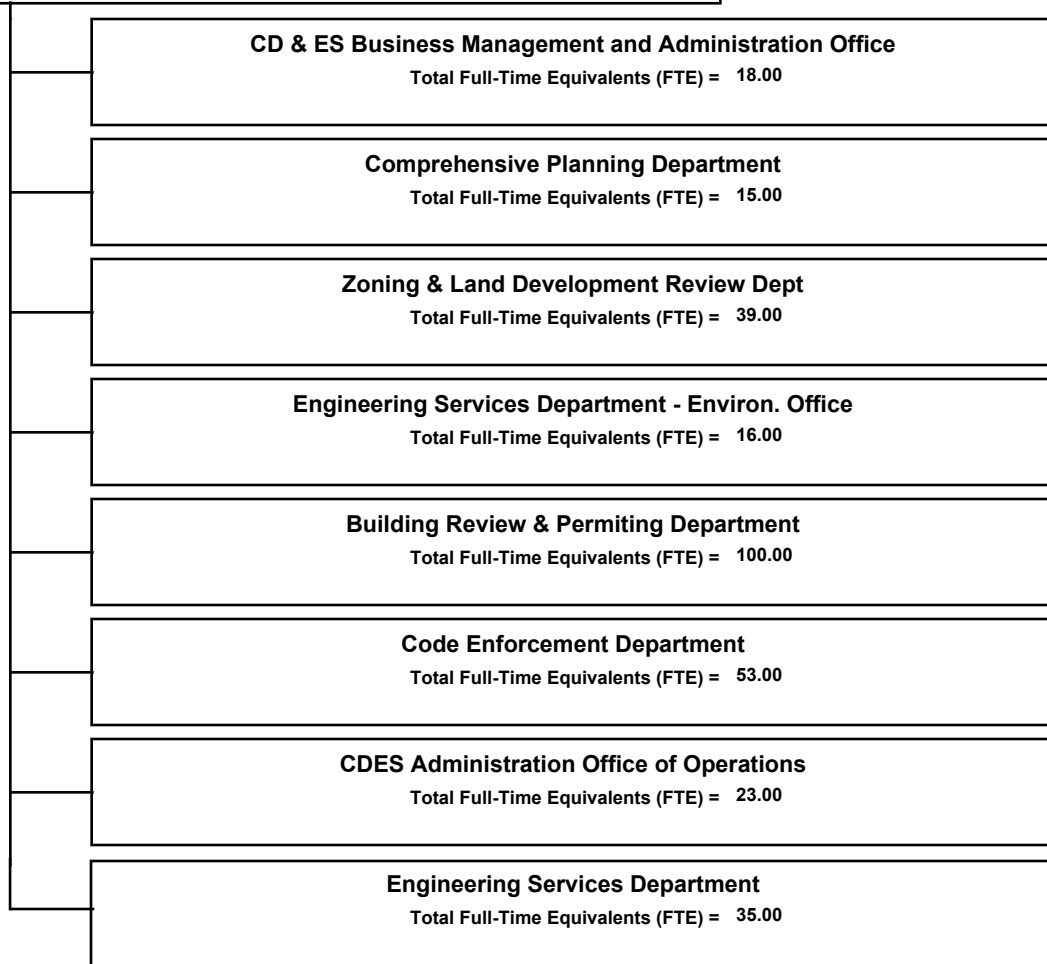 CD & ES Business Management and Administration Office
Total Full-Time Equivalents (FTE) = 18.00
Comprehensive Planning Department
Total Full-Time Equivalents (FTE) = 15.00
Zoning & Land Development Review Dept
Total Full-Time Equivalents (FTE) = 39.00
Engineering Services Department - Environ. Office
Total Full-Time Equivalents (FTE) = 16.00
Building Review & Permiting Department
Total Full-Time Equivalents (FTE) = 100.00
Code Enforcement Department
Total Full-Time Equivalents (FTE) = 53.00
CDES Administration Office of Operations
Total Full-Time Equivalents (FTE) = 23.00
Engineering Services Department
Total Full-Time Equivalents (FTE) = 35.00